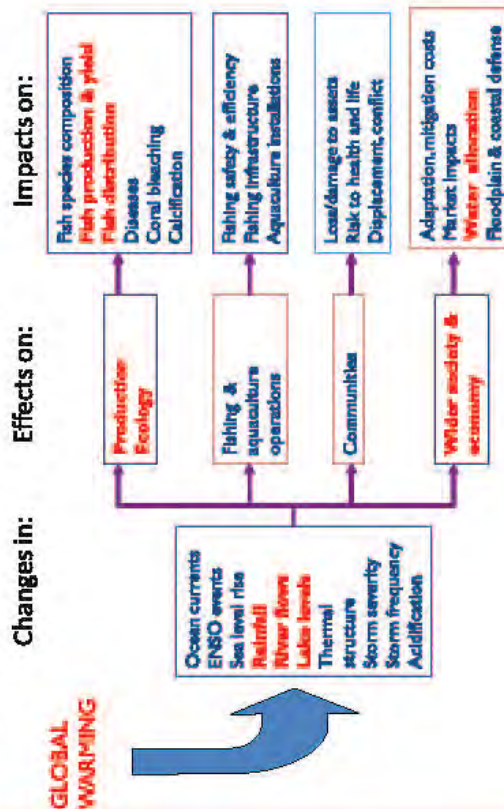 GLOBAL
WARMING
Changes in:
Ocean currents
ENSO events
Sea level rise
Rainfall
River flows
Lake levels
Thermal
structure
Storm severity
Storm frequency
Acidification
Effects on:
Production
Ecology
Fishing &
aquaculture
operations
Communities
Wider society &
economy
Impacts on:
Fish species composition
Fish production & yield
Fish distribution
Diseases
Coral bleaching
Calcification
Fishing safety & efficiency
Fishing infrastructure
Aquaculture installations
Loss/damage to assets
Risk to health and life
Displacement, conflict
Adaptation, mitigation costs
Market impacts
Water allocation
Floodplain & coastal defense